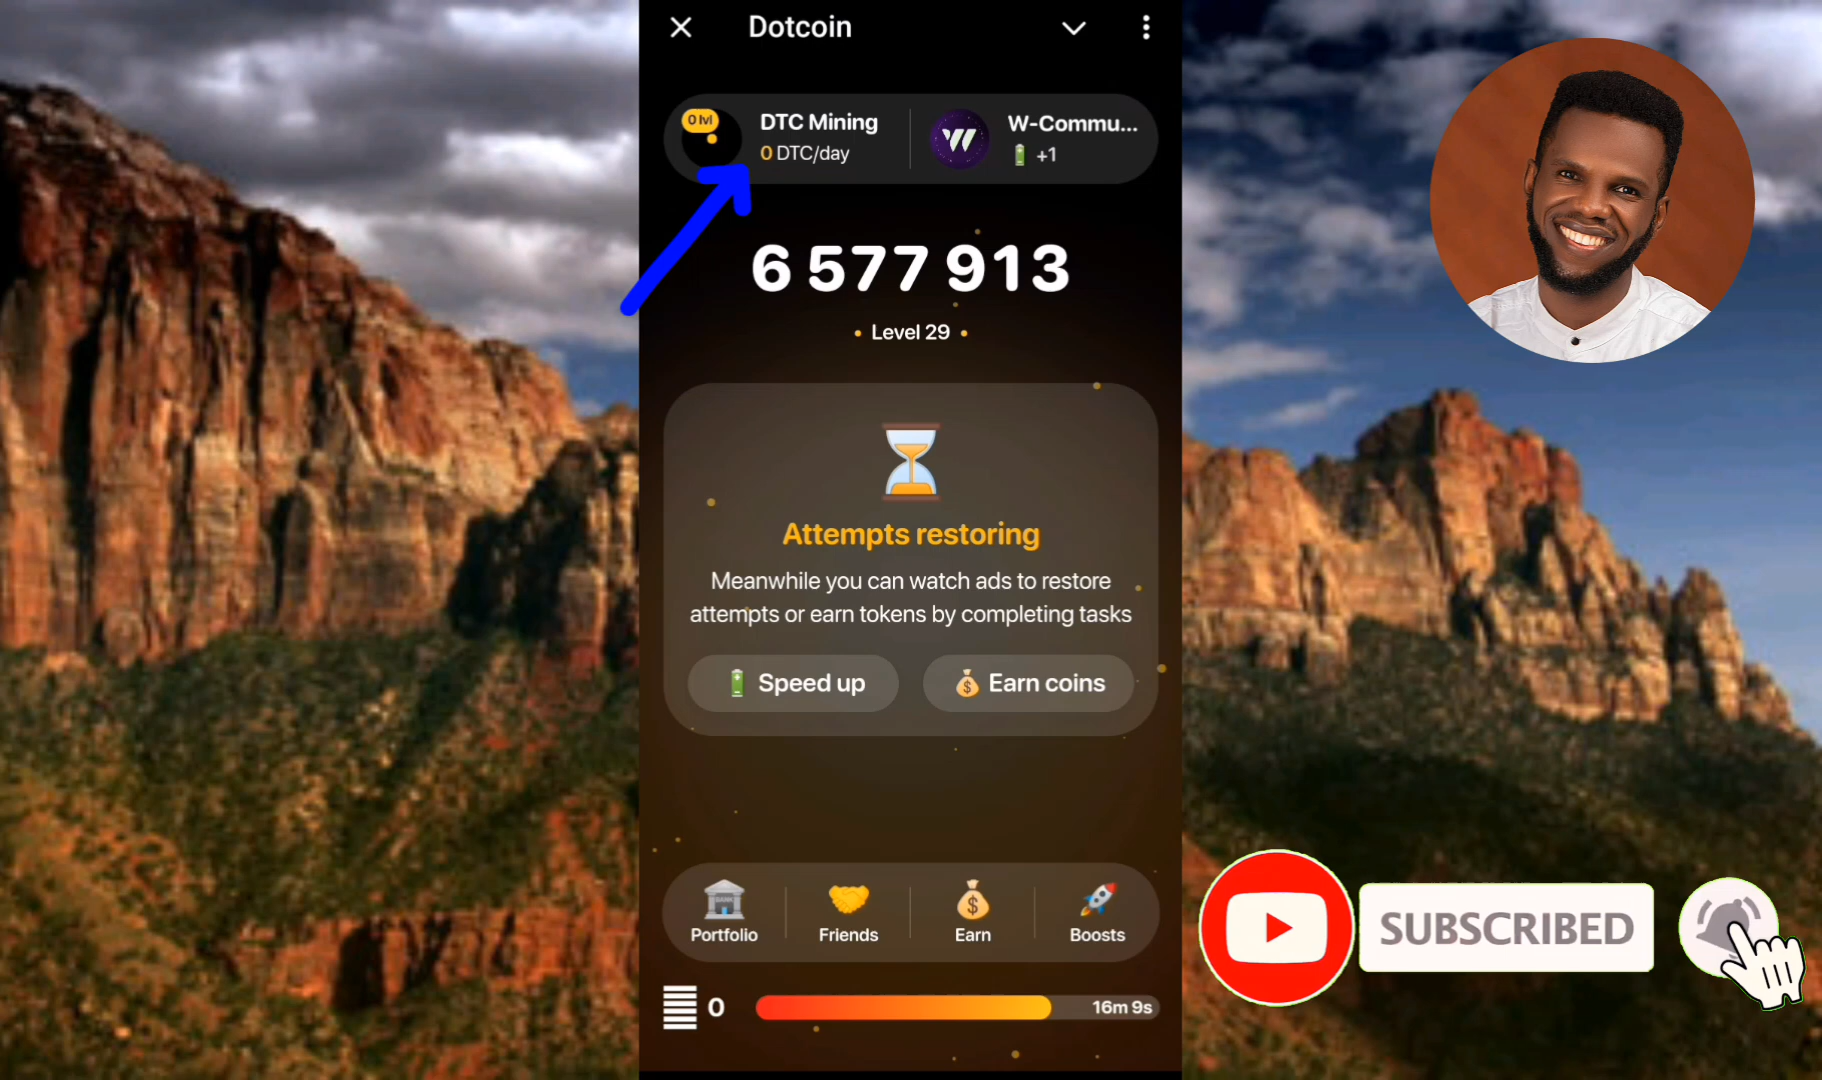 Dotcoin
0 lvl
DTC Mining
0 DTC/day
W-Commu...
+1
6 577 913
• Level 29 •
Attempts restoring
Meanwhile you can watch ads to restore
attempts or earn tokens by completing tasks
Speed up
Earn coins
BANK
Portfolio
Friends
Earn
Boosts
0
16m 9s
SUBSCRIBED